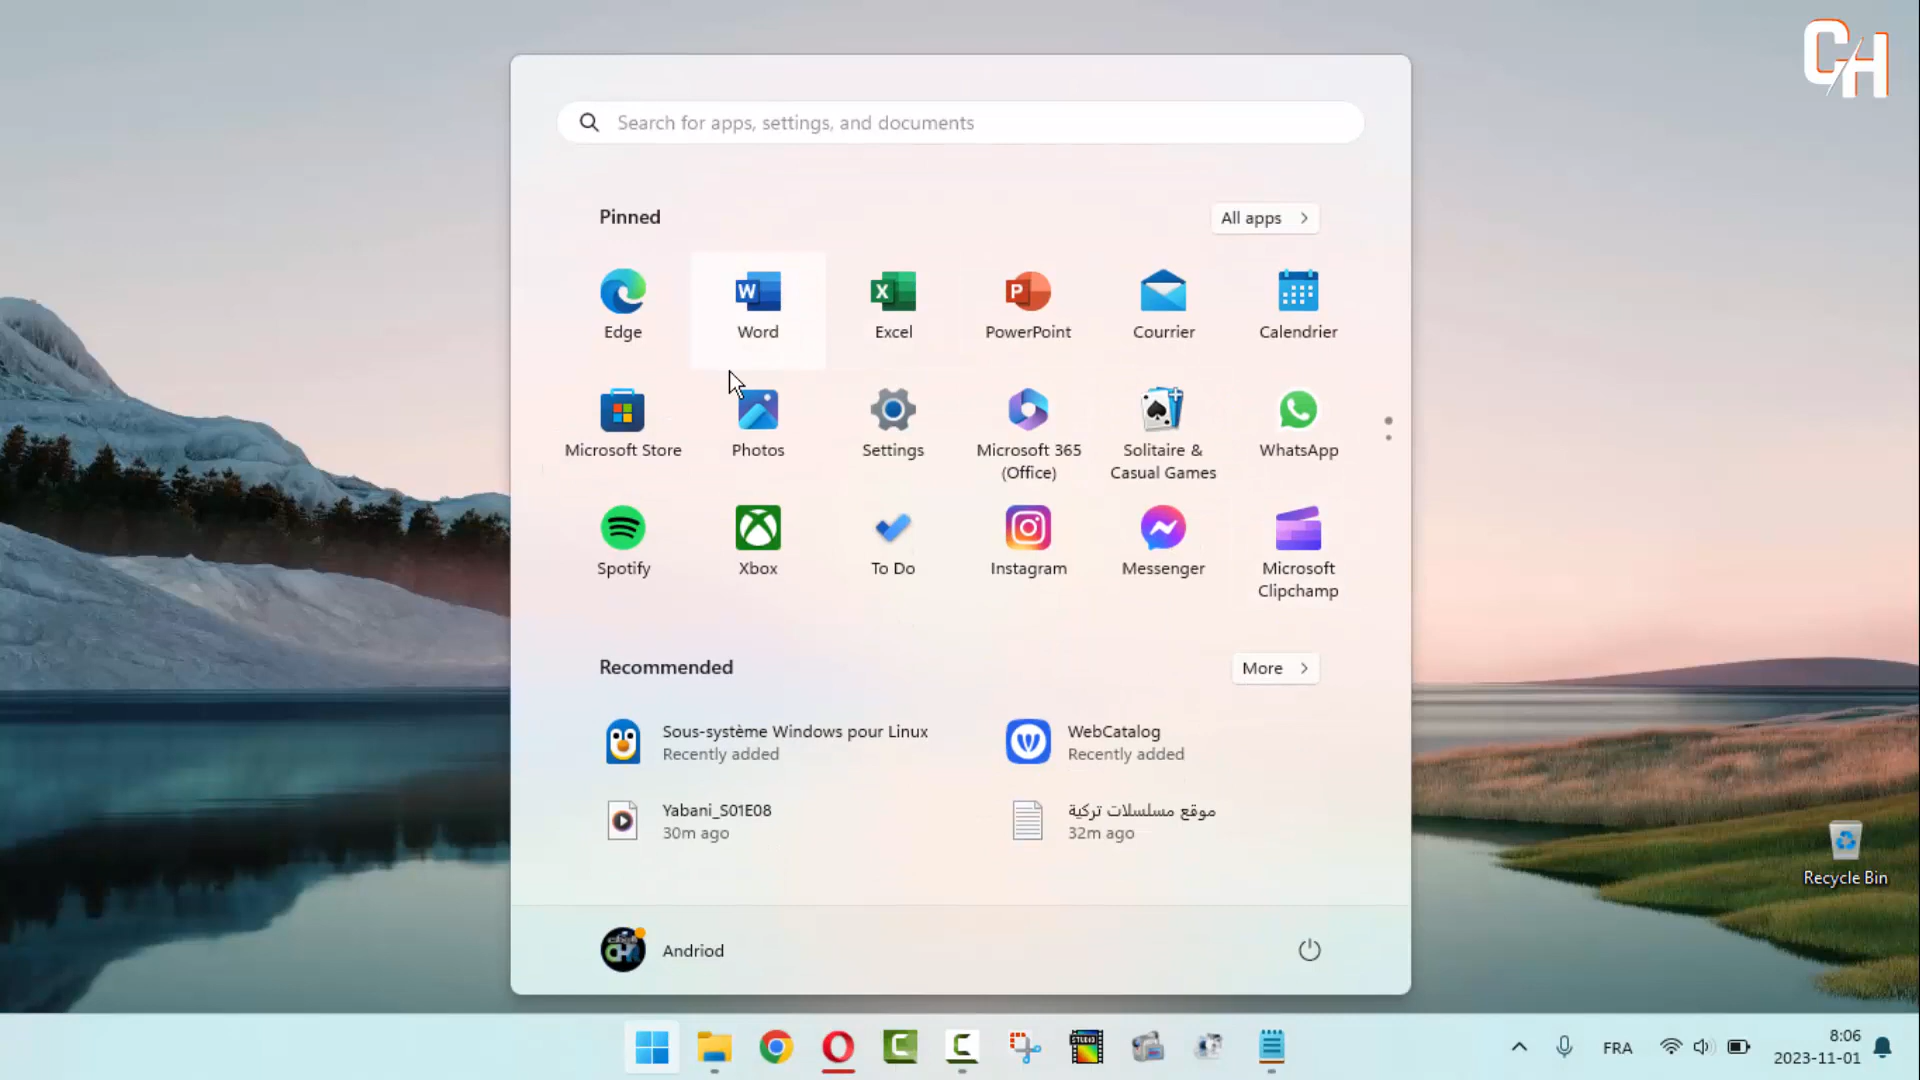 CH
Search for apps, settings, and documents
Pinned
All apps
Edge
Word
Excel
PowerPoint
Courrier
Calendrier
Microsoft Store
Photos
Settings
Microsoft 365
(Office)
Solitaire &
Casual Games
WhatsApp
Spotify
Xbox
To Do
Instagram
Messenger
Microsoft
Clipchamp
Recommended
More
Sous-système Windows pour Linux
Recently added
WebCatalog
Recently added
Yabani_S01E08
30m ago
موقع مسلسلات تركية
32m ago
Recycle Bin
Andriod
STUDIO
FRA
8:06
2023-11-01